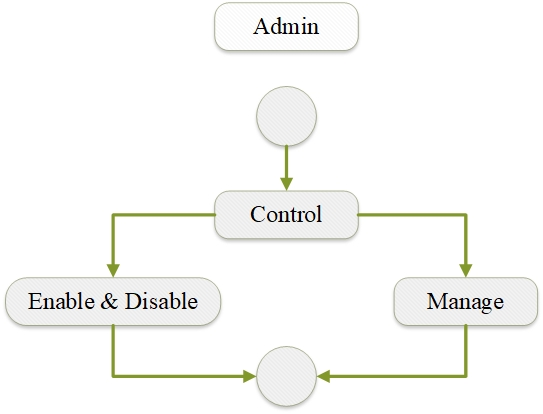 Admin
Control
Enable & Disable
Manage